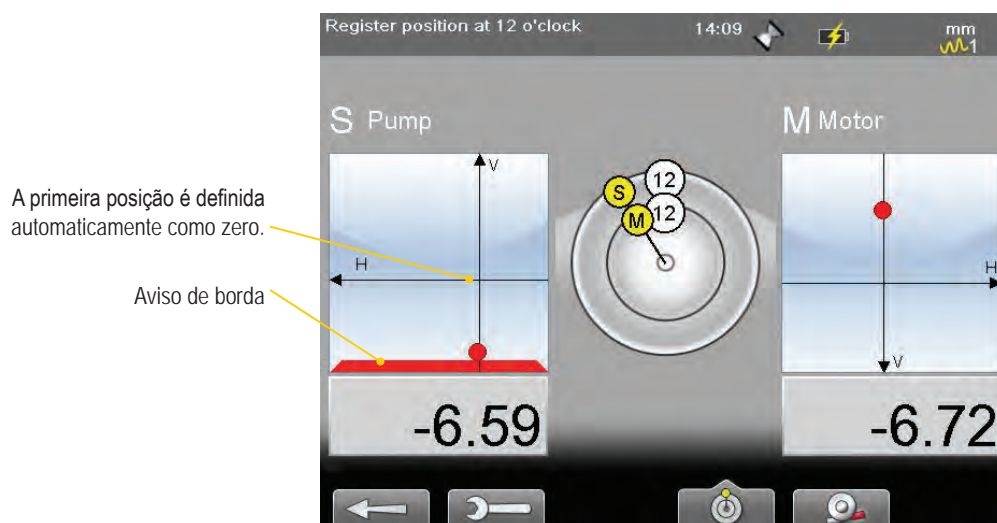 Register position at 12 o'clock
14:09
mm
1
S Pump
M Motor
A primeira posição é definida
automaticamente como zero.
Aviso de borda
V
H
S
12
M
12
H
V
-6.59
-6.72